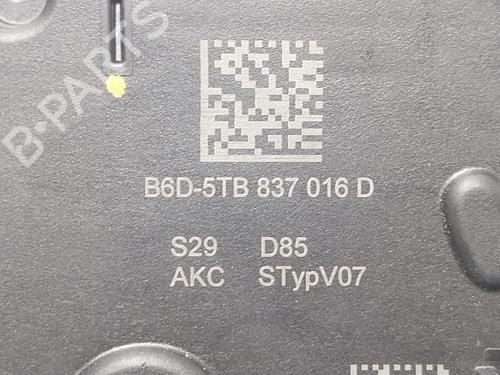 B-PARTS
B6D-5TB 837 016 D
S29 D85
AKC STypV07